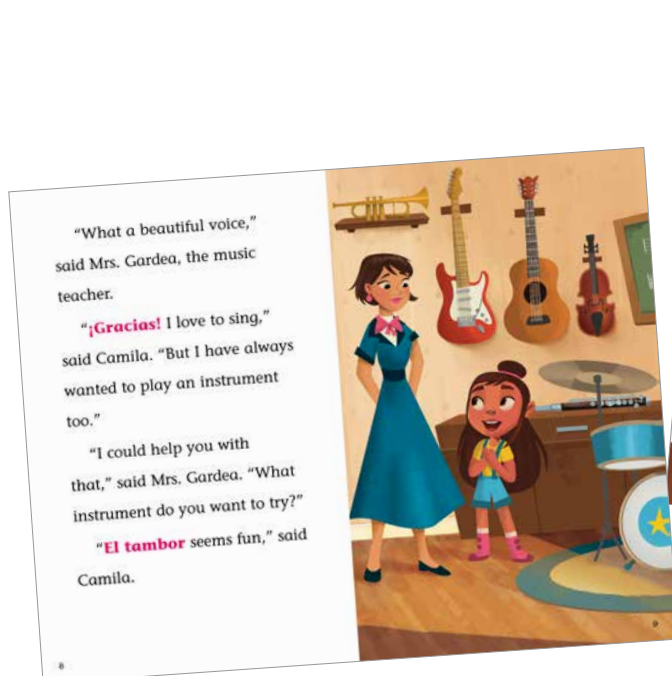 “What a beautiful voice,”
said Mrs. Gardea, the music
teacher.
“¡Gracias! I love to sing,”
said Camila. “But I have always
wanted to play an instrument
too.”
“I could help you with
that,” said Mrs. Gardea. “What
instrument do you want to try?”
“El tambor seems fun,” said
Camila.
8
9